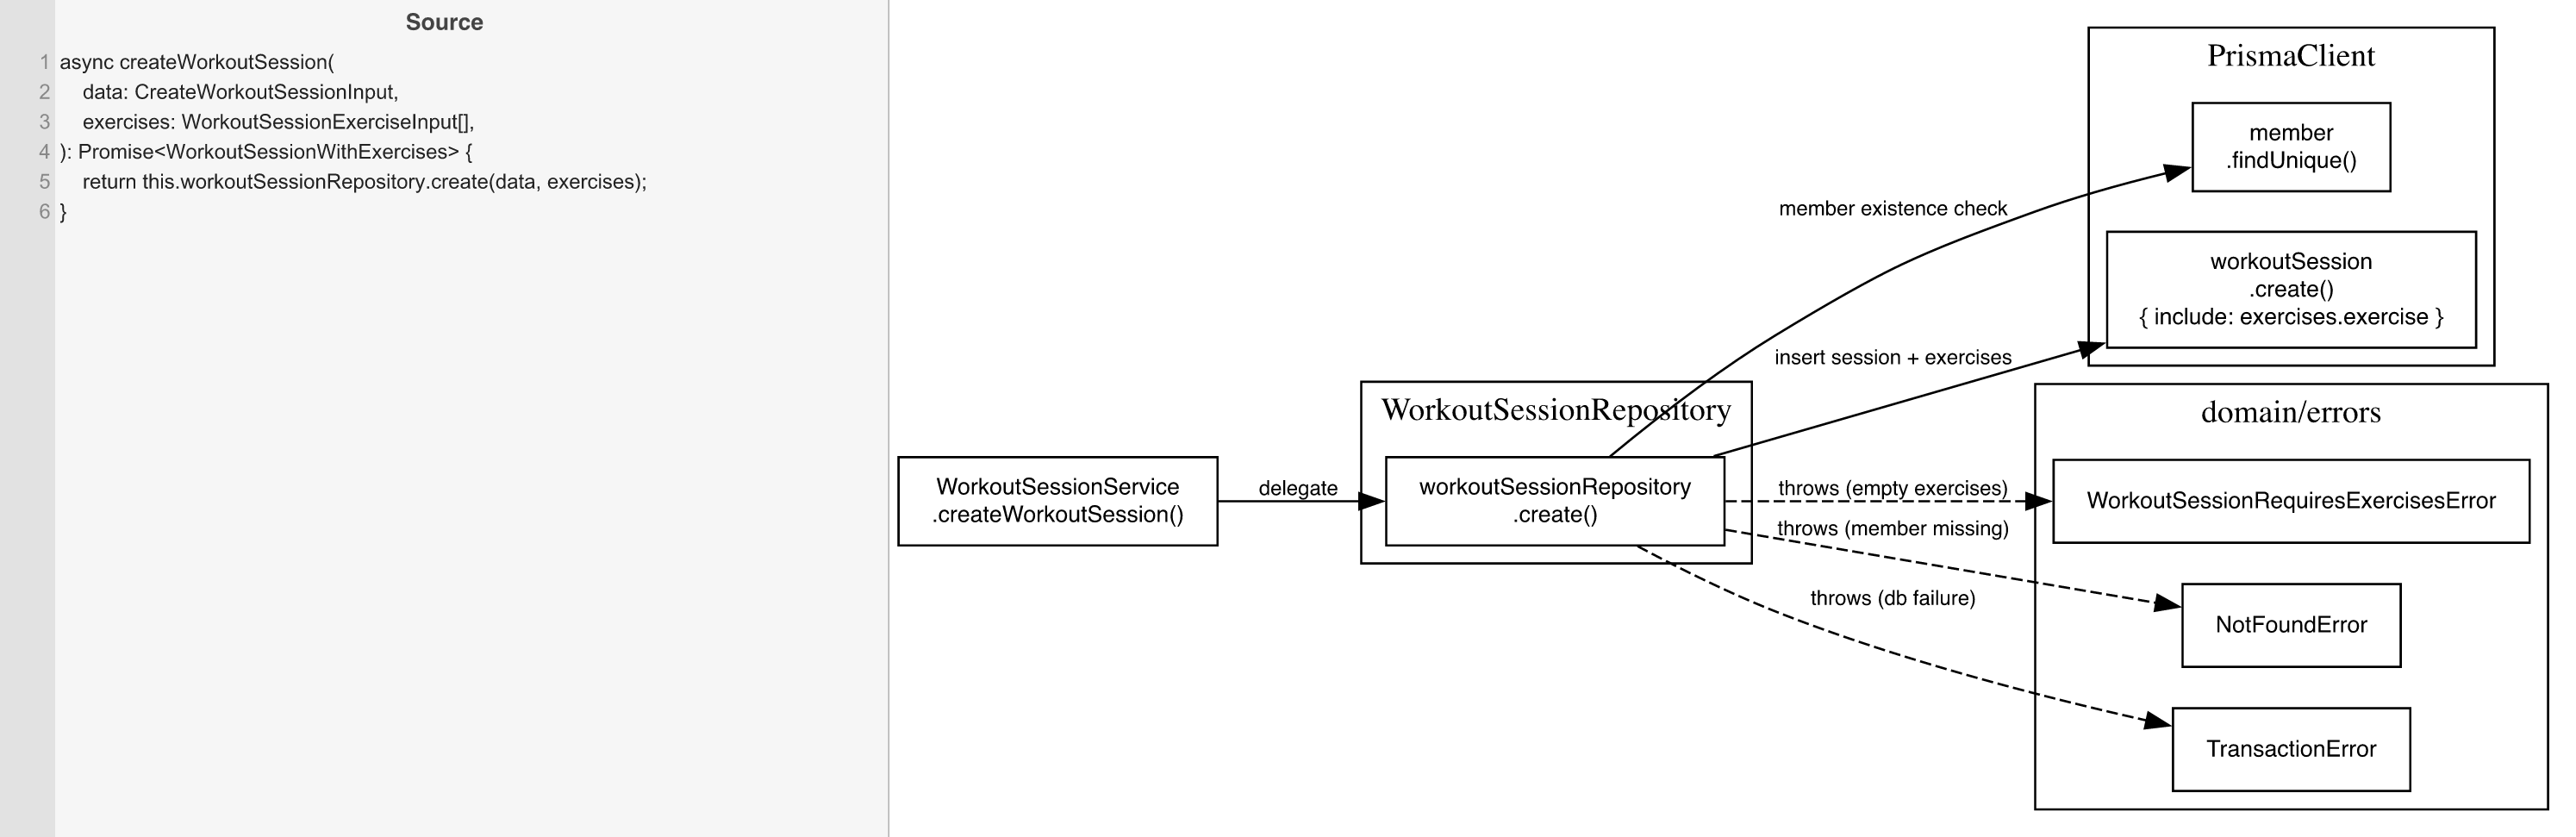 Source
1 async createWorkoutSession(
2 data: CreateWorkoutSessionInput,
3 exercises: WorkoutSessionExerciseInput[],
4 ): Promise<WorkoutSessionWithExercises> {
5 return this.workoutSessionRepository.create(data, exercises);
6 }
WorkoutSessionService
.createWorkoutSession()
delegate
WorkoutSessionRepository
workoutSessionRepository
.create()
member existence check
insert session + exercises
throws (empty exercises)
throws (member missing)
throws (db failure)
PrismaClient
member
.findUnique()
workoutSession
.create()
{ include: exercises.exercise }
domain/errors
WorkoutSessionRequiresExercisesError
NotFoundError
TransactionError